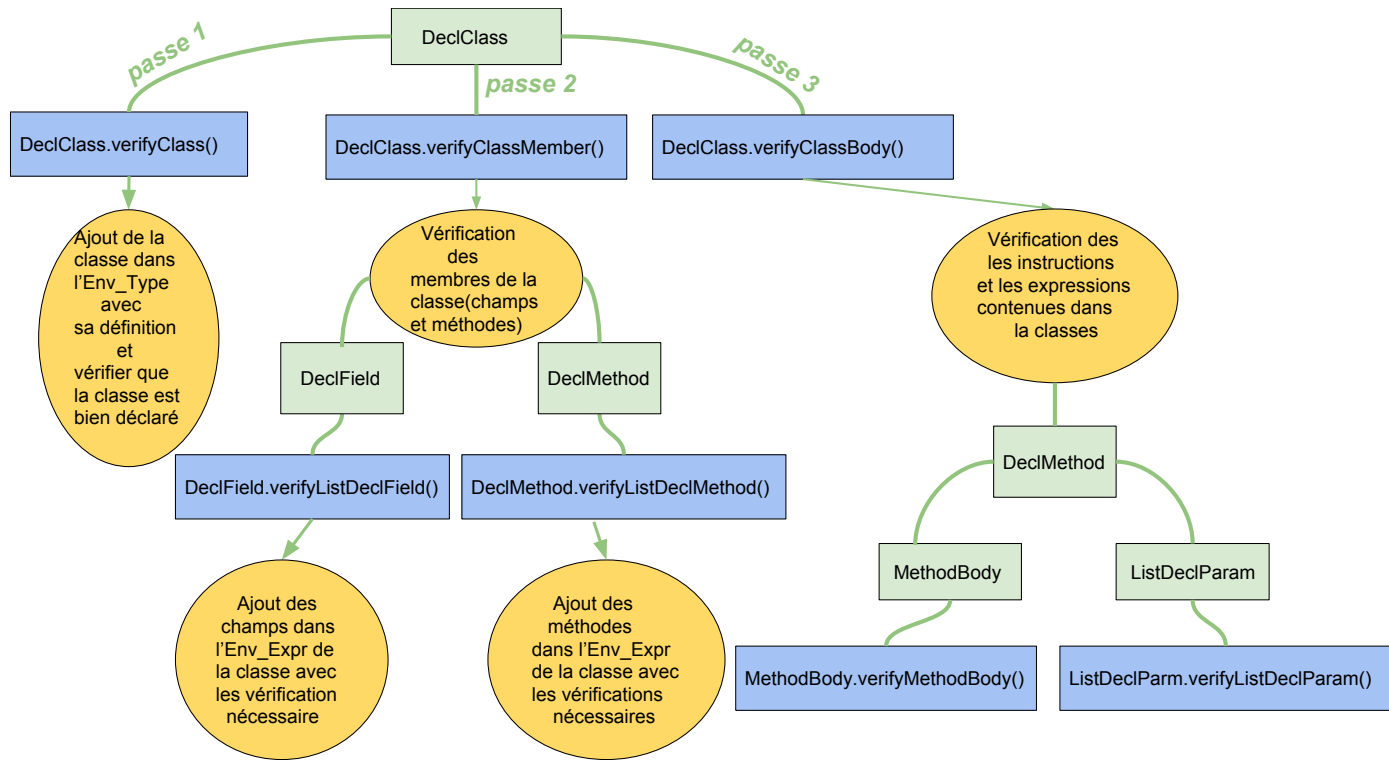 DeclClass
passe 1
passe 2
passe 3
DeclClass.verifyClass()
DeclClass.verifyClassMember()
DeclClass.verifyClassBody()
Ajout de la
classe dans
l'Env_Type
avec
sa définition
et
vérifier que
la classe est
bien déclaré
Vérification
des
membres de la
classe(champs
et méthodes)
Vérification des
les instructions
et les expressions
contenues dans
la classes
DeclField
DeclMethod
DeclMethod
DeclField.verifyListDeclField()
DeclMethod.verifyListDeclMethod()
MethodBody
ListDeclParam
Ajout des
champs dans
l'Env_Expr de
la classe avec
les vérification
nécessaire
Ajout des
méthodes
dans l'Env_Expr
de la classe avec
les vérifications
nécessaires
MethodBody.verifyMethodBody()
ListDeclParm.verifyListDeclParam()